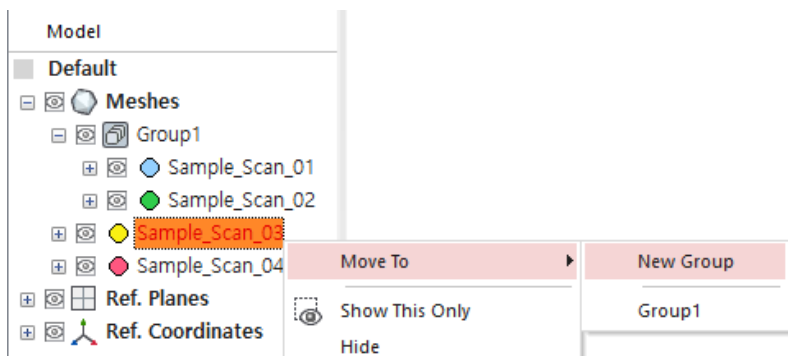 Model
Default
Meshes
Group1
Sample_Scan_01
Sample_Scan_02
Sample_Scan_03
Sample_Scan_04
Ref. Planes
Ref. Coordinates
Move To
Show This Only
Hide
New Group
Group1